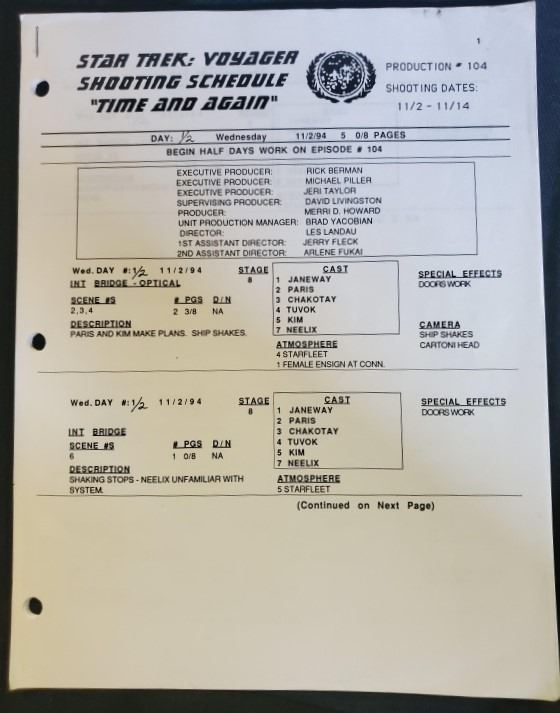 1
STAR TREK: VOYAGER
SHOOTING SCHEDULE
"TIME AND AGAIN"
PRODUCTION # 104
SHOOTING DATES:
11/2 - 11/14
DAY: 1/2 Wednesday 11/2/94 5 0/8 PAGES
BEGIN HALF DAYS WORK ON EPISODE # 104
EXECUTIVE PRODUCER: RICK BERMAN
EXECUTIVE PRODUCER: MICHAEL PILLER
EXECUTIVE PRODUCER: JERI TAYLOR
SUPERVISING PRODUCER: DAVID LIVINGSTON
PRODUCER: MERRI D. HOWARD
UNIT PRODUCTION MANAGER: BRAD YACOBIAN
DIRECTOR: LES LANDAU
1ST ASSISTANT DIRECTOR: JERRY FLECK
2ND ASSISTANT DIRECTOR: ARLENE FUKAI
Wed. DAY #: 1/2 11/2/94
INT BRIDGE - OPTICAL
SCENE #S # PGS D/N
2,3,4 2 3/8 NA
DESCRIPTION
PARIS AND KIM MAKE PLANS. SHIP SHAKES.
STAGE
8
CAST
1 JANEWAY
2 PARIS
3 CHAKOTAY
4 TUVOK
5 KIM
7 NEELIX
ATMOSPHERE
4 STARFLEET
1 FEMALE ENSIGN AT CONN.
SPECIAL EFFECTS
DOORS WORK
CAMERA
SHIP SHAKES
CARTONI HEAD
Wed. DAY #: 1/2 11/2/94
INT BRIDGE
SCENE #S # PGS D/N
6 1 0/8 NA
DESCRIPTION
SHAKING STOPS - NEELIX UNFAMILIAR WITH
SYSTEM.
STAGE
8
CAST
1 JANEWAY
2 PARIS
3 CHAKOTAY
4 TUVOK
5 KIM
7 NEELIX
ATMOSPHERE
5 STARFLEET
SPECIAL EFFECTS
DOORS WORK
(Continued on Next Page)